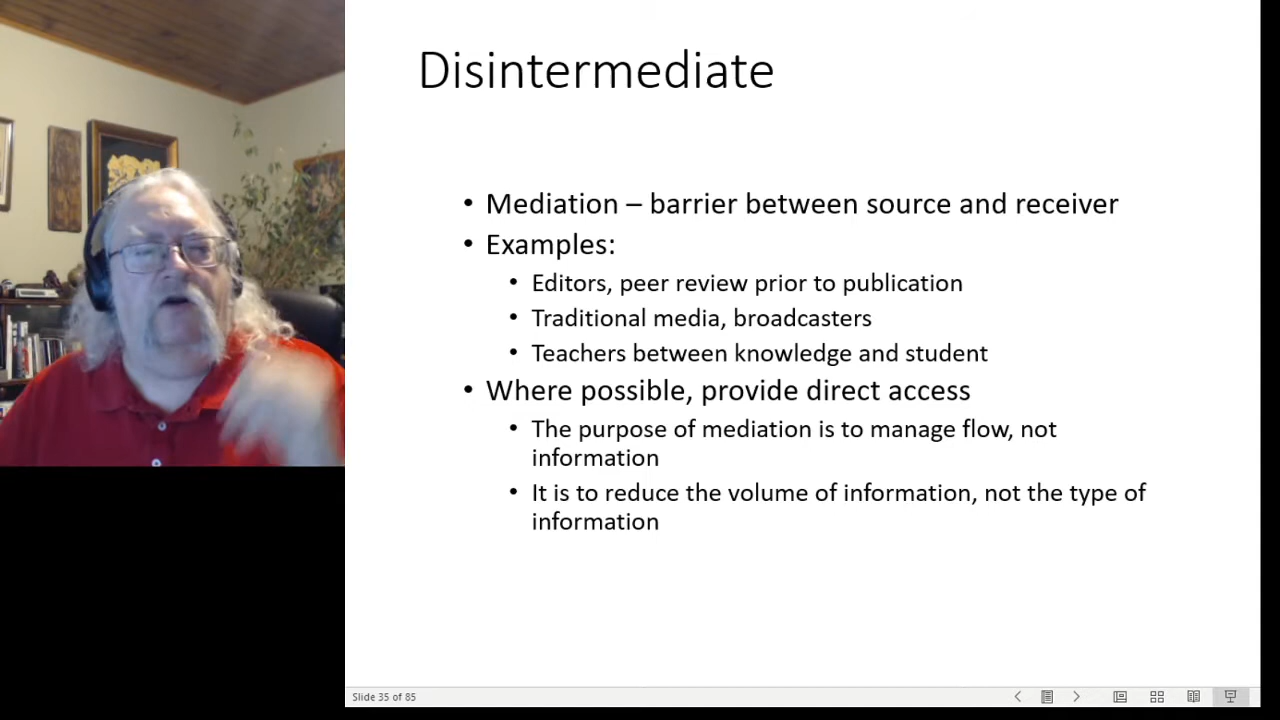 Disintermediate
• Mediation – barrier between source and receiver
• Examples:
• Editors, peer review prior to publication
• Traditional media, broadcasters
• Teachers between knowledge and student
• Where possible, provide direct access
• The purpose of mediation is to manage flow, not
information
• It is to reduce the volume of information, not the type of
information
Slide 35 of 85